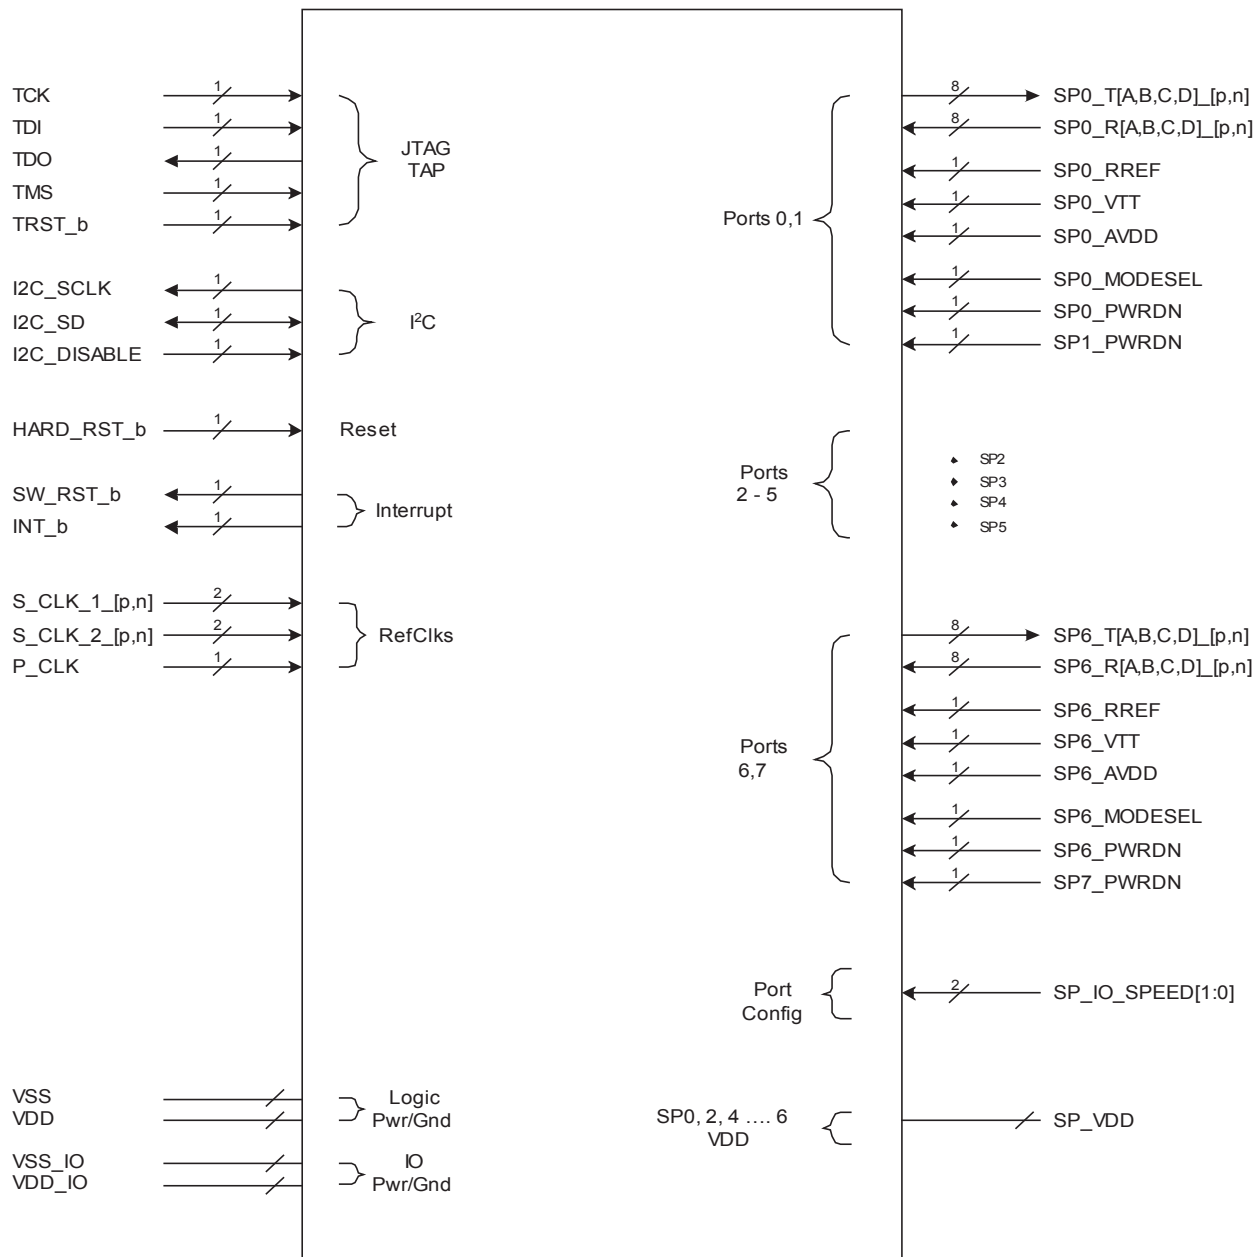 TCK
1
TDI
1
TDO
1
TMS
1
TRST_b
1
JTAG
TAP
I2C_SCLK
1
I2C_SD
1
I2C_DISABLE
1
I²C
HARD_RST_b
1
Reset
SW_RST_b
1
INT_b
1
Interrupt
S_CLK_1_[p,n]
2
S_CLK_2_[p,n]
2
P_CLK
1
RefClks
VSS
VDD
Logic
Pwr/Gnd
VSS_IO
VDD_IO
IO
Pwr/Gnd
Ports 0,1
8
SP0_T[A,B,C,D]_[p,n]
8
SP0_R[A,B,C,D]_[p,n]
1
SP0_RREF
1
SP0_VTT
1
SP0_AVDD
1
SP0_MODESEL
1
SP0_PWRDN
1
SP1_PWRDN
Ports
2 - 5
SP2
SP3
SP4
SP5
Ports
6,7
8
SP6_T[A,B,C,D]_[p,n]
8
SP6_R[A,B,C,D]_[p,n]
1
SP6_RREF
1
SP6_VTT
1
SP6_AVDD
1
SP6_MODESEL
1
SP6_PWRDN
1
SP7_PWRDN
Port
Config
2
SP_IO_SPEED[1:0]
SP0, 2, 4 .... 6
VDD
SP_VDD